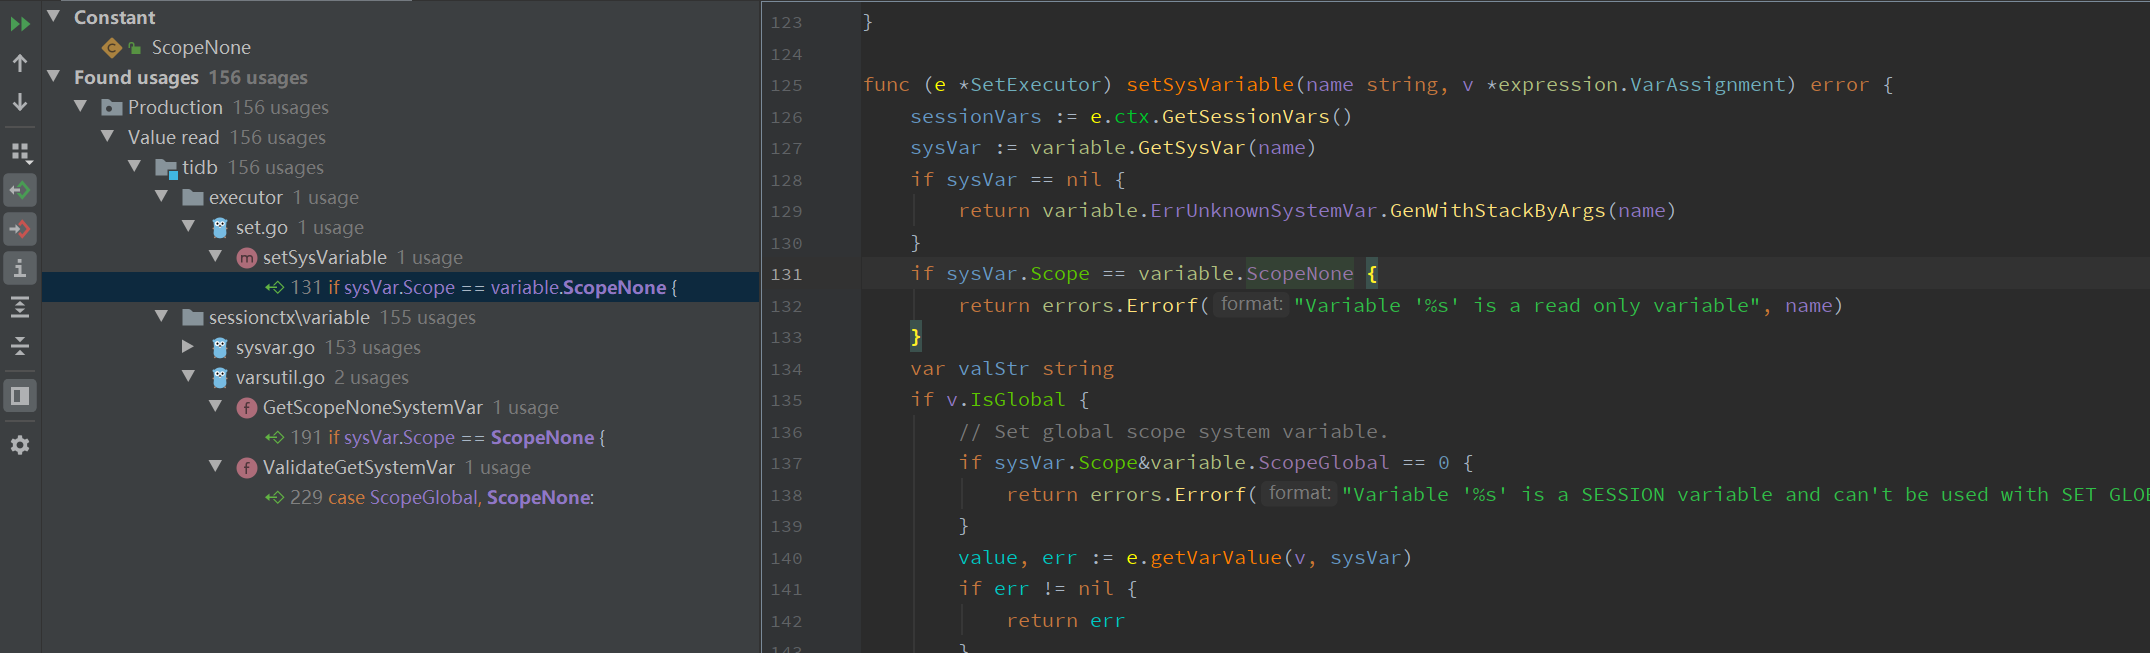 Constant
ScopeNone
Found usages 156 usages
Production 156 usages
Value read 156 usages
tidb 156 usages
executor 1 usage
set.go 1 usage
setSysVariable 1 usage
131 if sysVar.Scope == variable.ScopeNone {
sessionctx\variable 155 usages
sysvar.go 153 usages
varsutil.go 2 usages
GetScopeNoneSystemVar 1 usage
191 if sysVar.Scope == ScopeNone {
ValidateGetSystemVar 1 usage
229 case ScopeGlobal, ScopeNone:
123 }
124
125 func (e *SetExecutor) setSysVariable(name string, v *expression.VarAssignment) error {
126 sessionVars := e.ctx.GetSessionVars()
127 sysVar := variable.GetSysVar(name)
128 if sysVar == nil {
129 return variable.ErrUnknownSystemVar.GenWithStackByArgs(name)
130 }
131 if sysVar.Scope == variable.ScopeNone {
132 return errors.Errorf( format: "Variable '%s' is a read only variable", name)
133 }
134 var valStr string
135 if v.IsGlobal {
136 // Set global scope system variable.
137 if sysVar.Scope&variable.ScopeGlobal == 0 {
138 return errors.Errorf( format: "Variable '%s' is a SESSION variable and can't be used with SET
139 }
140 value, err := e.getVarValue(v, sysVar)
141 if err != nil {
142 return err
143 }